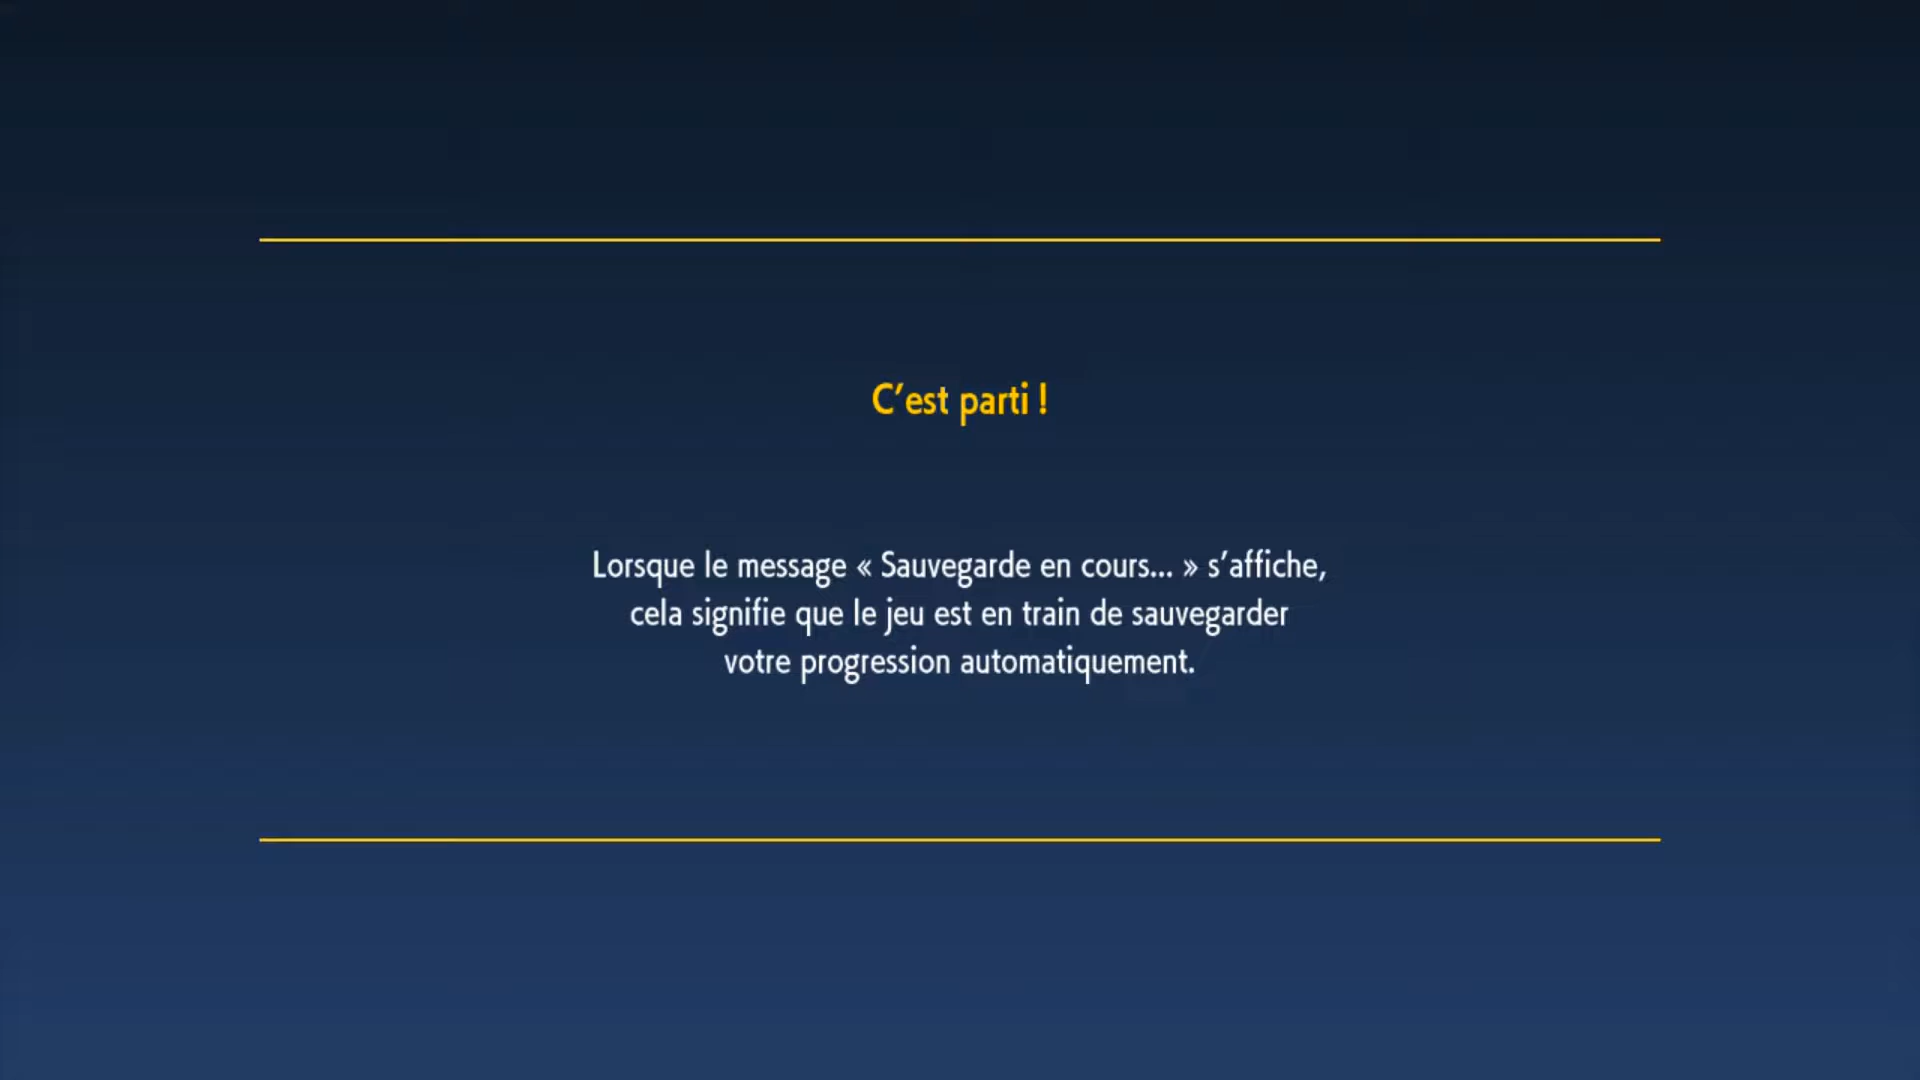 C’est parti !
Lorsque le message « Sauvegarde en cours... » s’affiche,
cela signifie que le jeu est en train de sauvegarder
votre progression automatiquement.